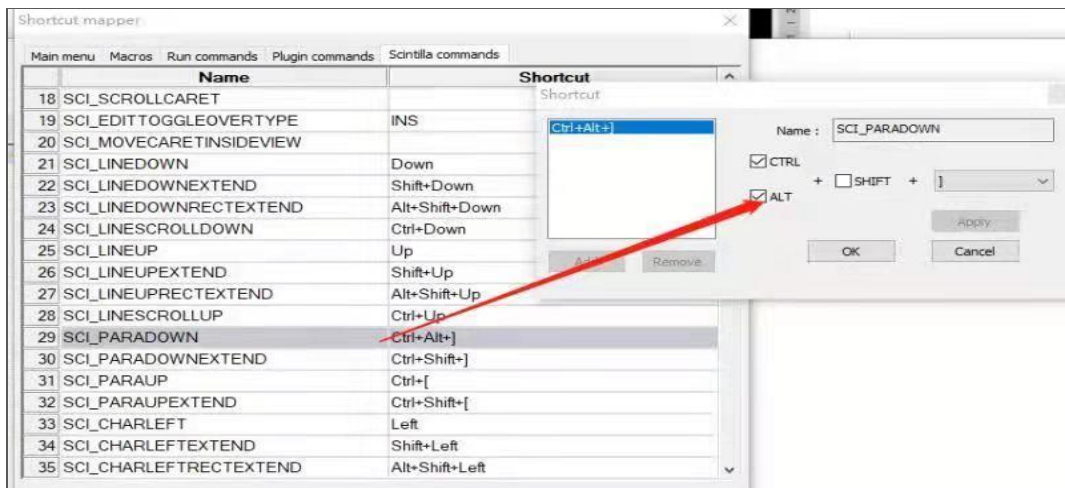 Shortcut mapper
Main menu Macros Run commands Plugin commands Scintilla commands
Name Shortcut
18 SCI_SCROLLCARET
19 SCI_EDITTOGGLEOVERTYPE INS
20 SCI_MOVECARETINSIDEVIEW
21 SCI_LINEDOWN Down
22 SCI_LINEDOWNEXTEND Shift+Down
23 SCI_LINEDOWNRECTEXTEND Alt+Shift+Down
24 SCI_LINESCROLLDOWN Ctrl+Down
25 SCI_LINEUP Up
26 SCI_LINEUPEXTEND Shift+Up
27 SCI_LINEUPRECTEXTEND Alt+Shift+Up
28 SCI_LINESCROLLUP Ctrl+Up
29 SCI_PARADOWN Ctrl+Alt+]
30 SCI_PARADOWNEXTEND Ctrl+Shift+]
31 SCI_PARAUP Ctrl+[
32 SCI_PARAUPEXTEND Ctrl+Shift+[
33 SCI_CHARLEFT Left
34 SCI_CHARLEFTEXTEND Shift+Left
35 SCI_CHARLEFTRECTEXTEND Alt+Shift+Left
Shortcut
Ctrl+Alt+]
Name : SCI_PARADOWN
CTRL
+ SHIFT + ]
ALT
Apply
Add Remove
OK Cancel